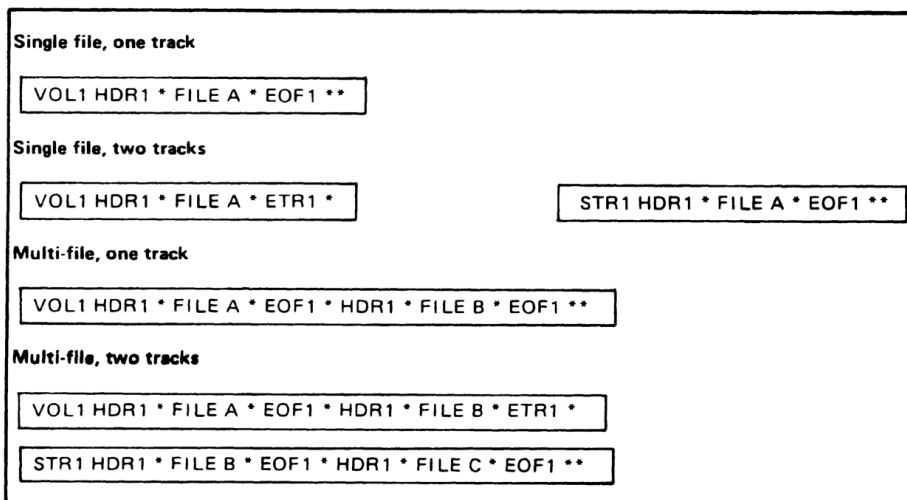 Single file, one track
VOL1 HDR1 * FILE A * EOF1 **
Single file, two tracks
VOL1 HDR1 * FILE A * ETR1 *
STR1 HDR1 * FILE A * EOF1 **
Multi-file, one track
VOL1 HDR1 * FILE A * EOF1 * HDR1 * FILE B * EOF1 **
Multi-file, two tracks
VOL1 HDR1 * FILE A * EOF1 * HDR1 * FILE B * ETR1 *
STR1 HDR1 * FILE B * EOF1 * HDR1 * FILE C * EOF1 **